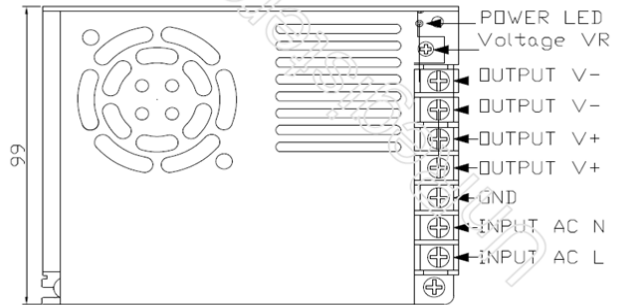 POWER LED
Voltage VR
OUTPUT V-
OUTPUT V-
OUTPUT V+
OUTPUT V+
GND
INPUT AC N
INPUT AC L
99